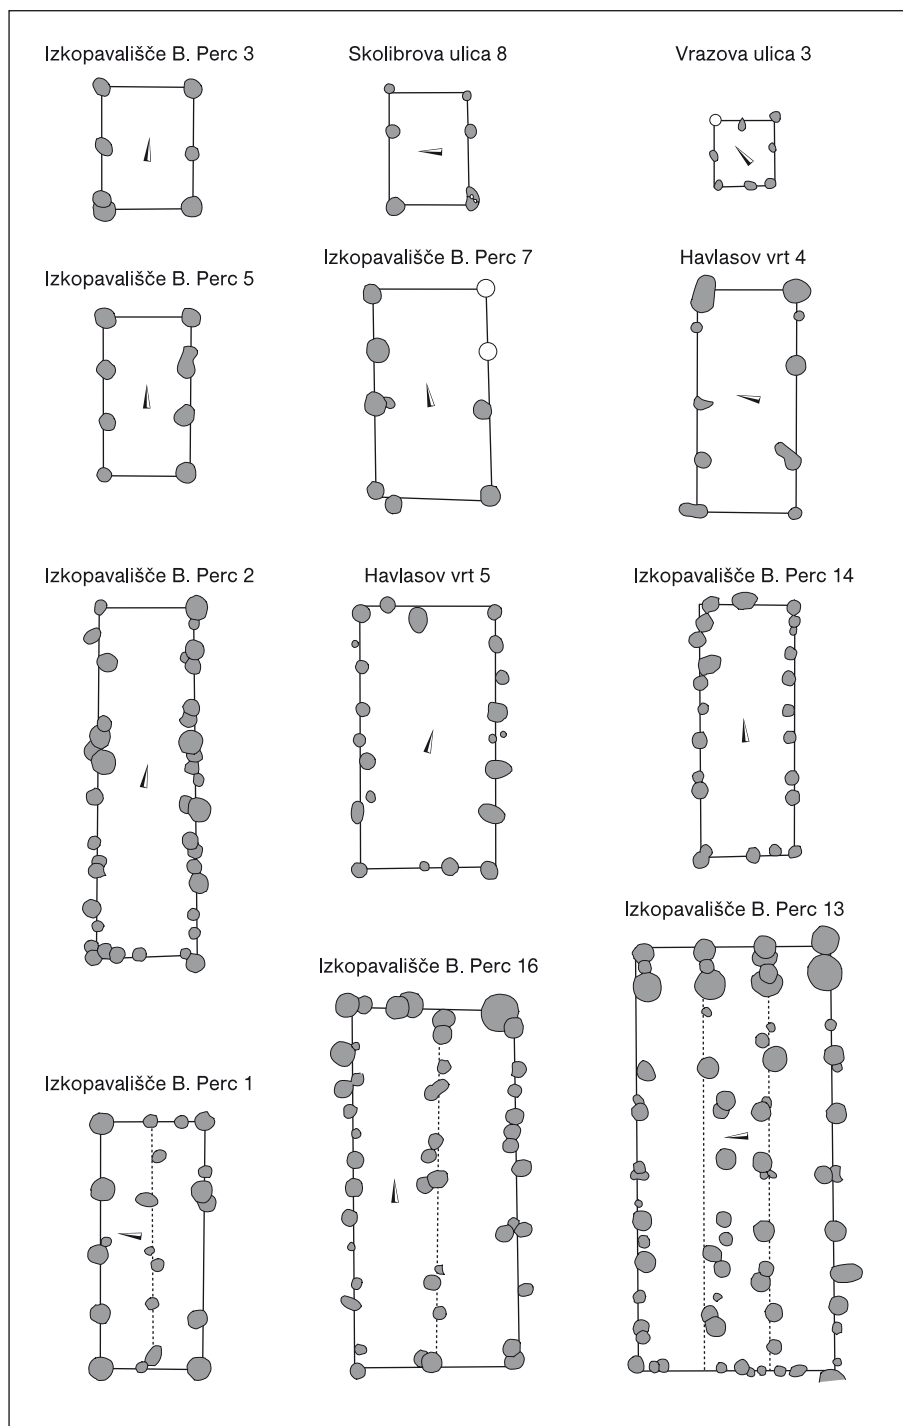 Izkopavališče B. Perc 3
Skolibrova ulica 8
Vrazova ulica 3
Izkopavališče B. Perc 5
Izkopavališče B. Perc 7
Havlasov vrt 4
Izkopavališče B. Perc 2
Havlasov vrt 5
Izkopavališče B. Perc 14
Izkopavališče B. Perc 1
Izkopavališče B. Perc 16
Izkopavališče B. Perc 13